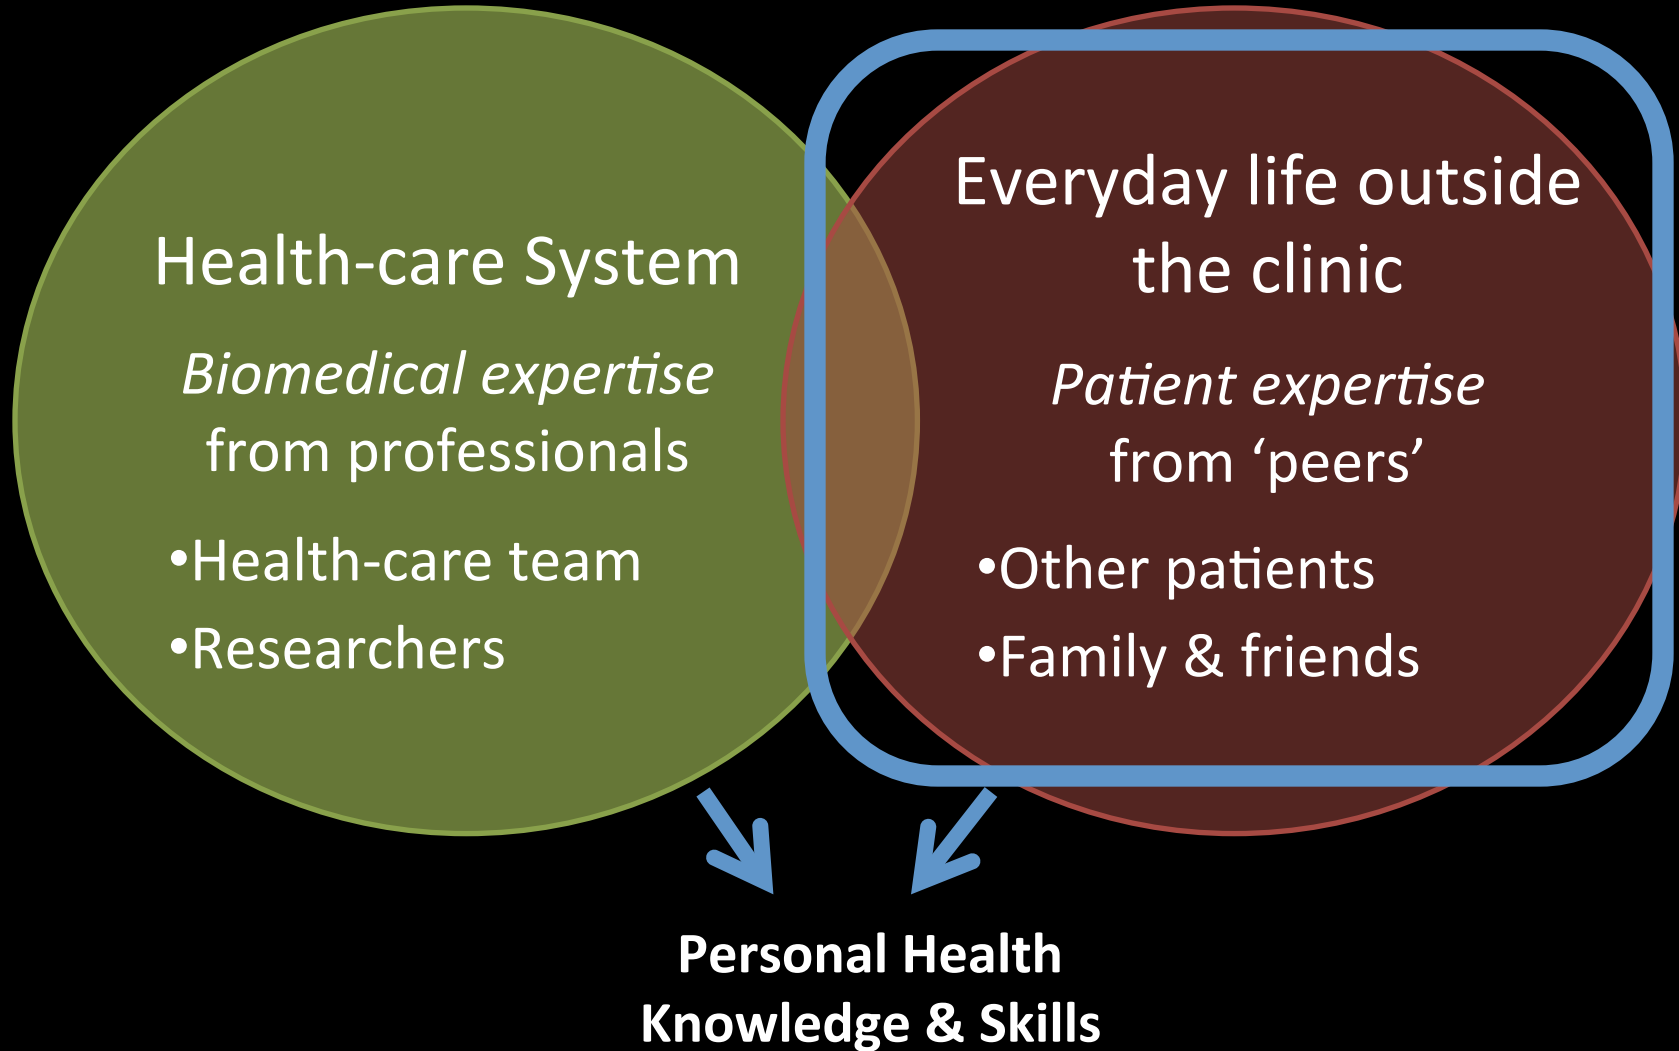 Health-care System
Biomedical expertise
from professionals
•Health-care team
•Researchers
Everyday life outside
the clinic
Patient expertise
from ‘peers’
•Other patients
•Family & friends
Personal Health
Knowledge & Skills